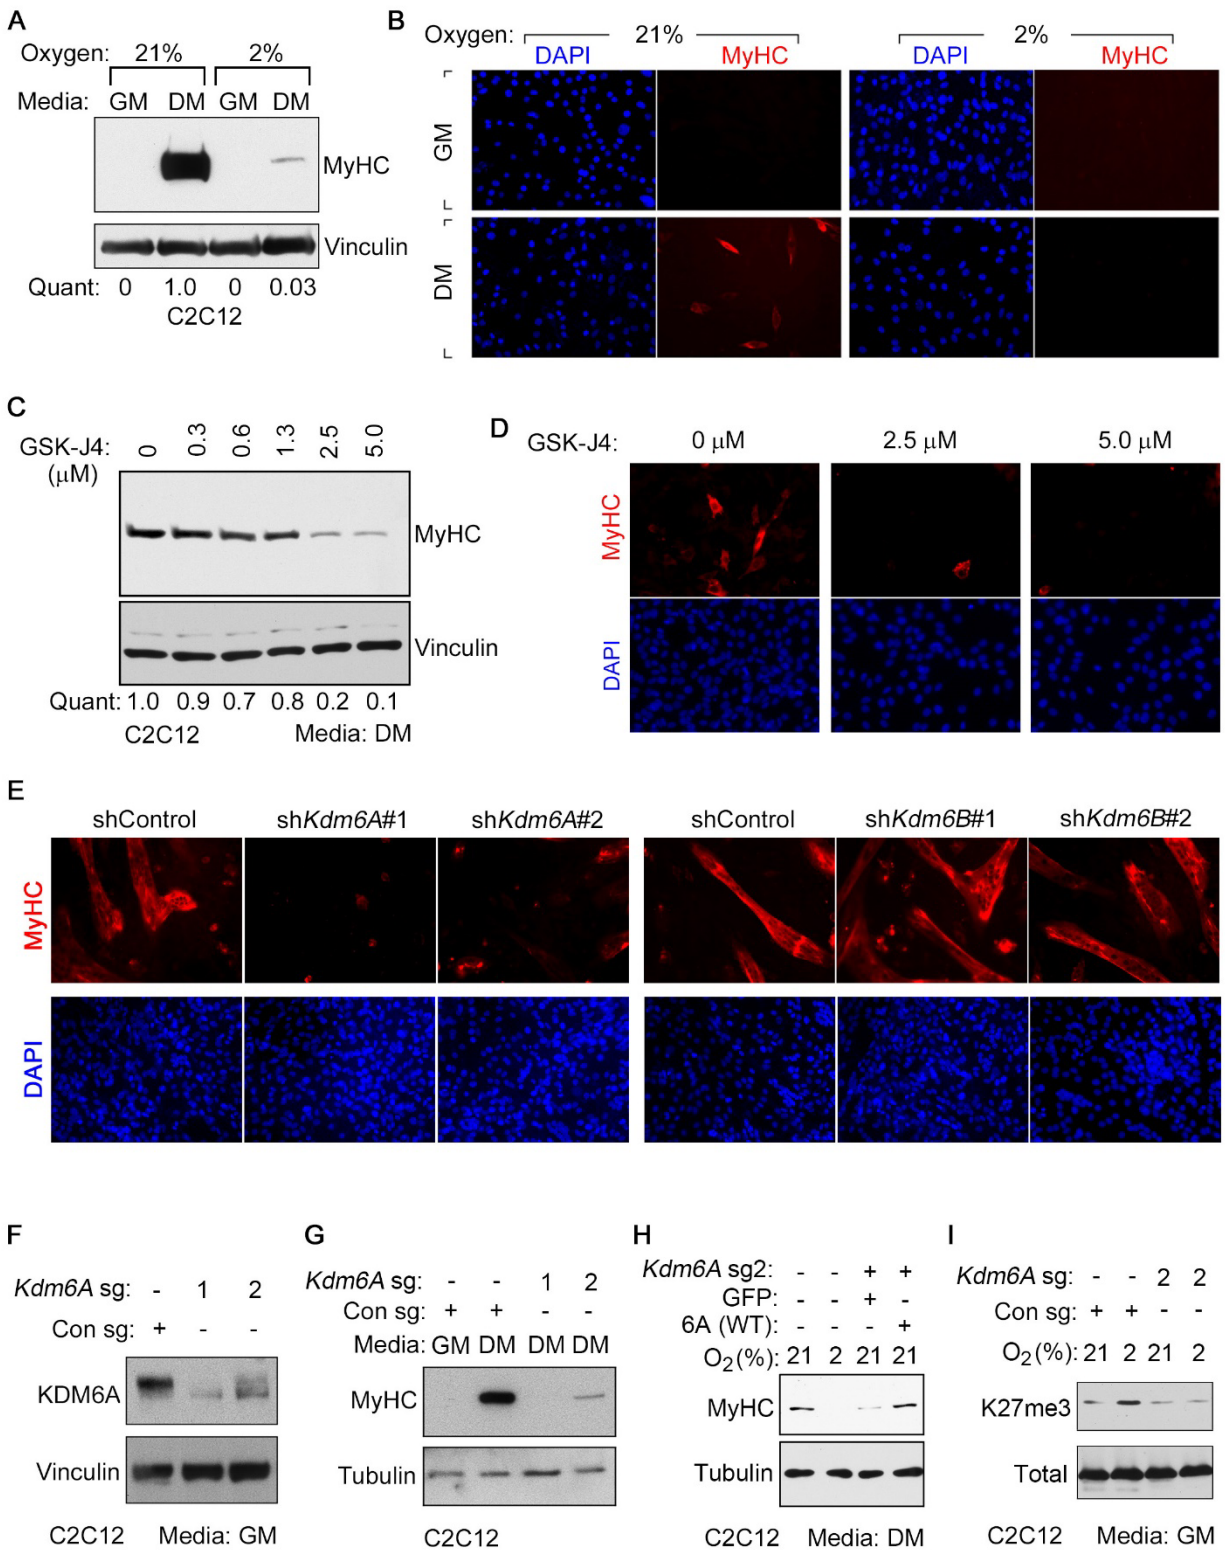 A
Oxygen: 21% 2%
Media: GM DM GM DM
MyHC
Vinculin
Quant: 0 1.0 0 0.03
C2C12
B
Oxygen: 21% 2%
DAPI MyHC DAPI MyHC
GM
DM
C
GSK-J4: 0 0.3 0.6 1.3 2.5 5.0
(μM)
MyHC
Vinculin
Quant: 1.0 0.9 0.7 0.8 0.2 0.1
C2C12 Media: DM
D
GSK-J4: 0 μM 2.5 μM 5.0 μM
MyHC
DAPI
E
shControl shKdm6A#1 shKdm6A#2 shControl shKdm6B#1 shKdm6B#2
MyHC
DAPI
F
Kdm6A sg: - 1 2
Con sg: + - -
KDM6A
Vinculin
C2C12 Media: GM
G
Kdm6A sg: - - 1 2
Con sg: + + - -
Media: GM DM DM DM
MyHC
Tubulin
C2C12
H
Kdm6A sg2: - - + +
GFP: - - + -
6A (WT): - - - +
O2(%): 21 2 21 21
MyHC
Tubulin
C2C12 Media: DM
I
Kdm6A sg: - - 2 2
Con sg: + + - -
O2(%): 21 2 21 2
K27me3
Total
C2C12 Media: GM